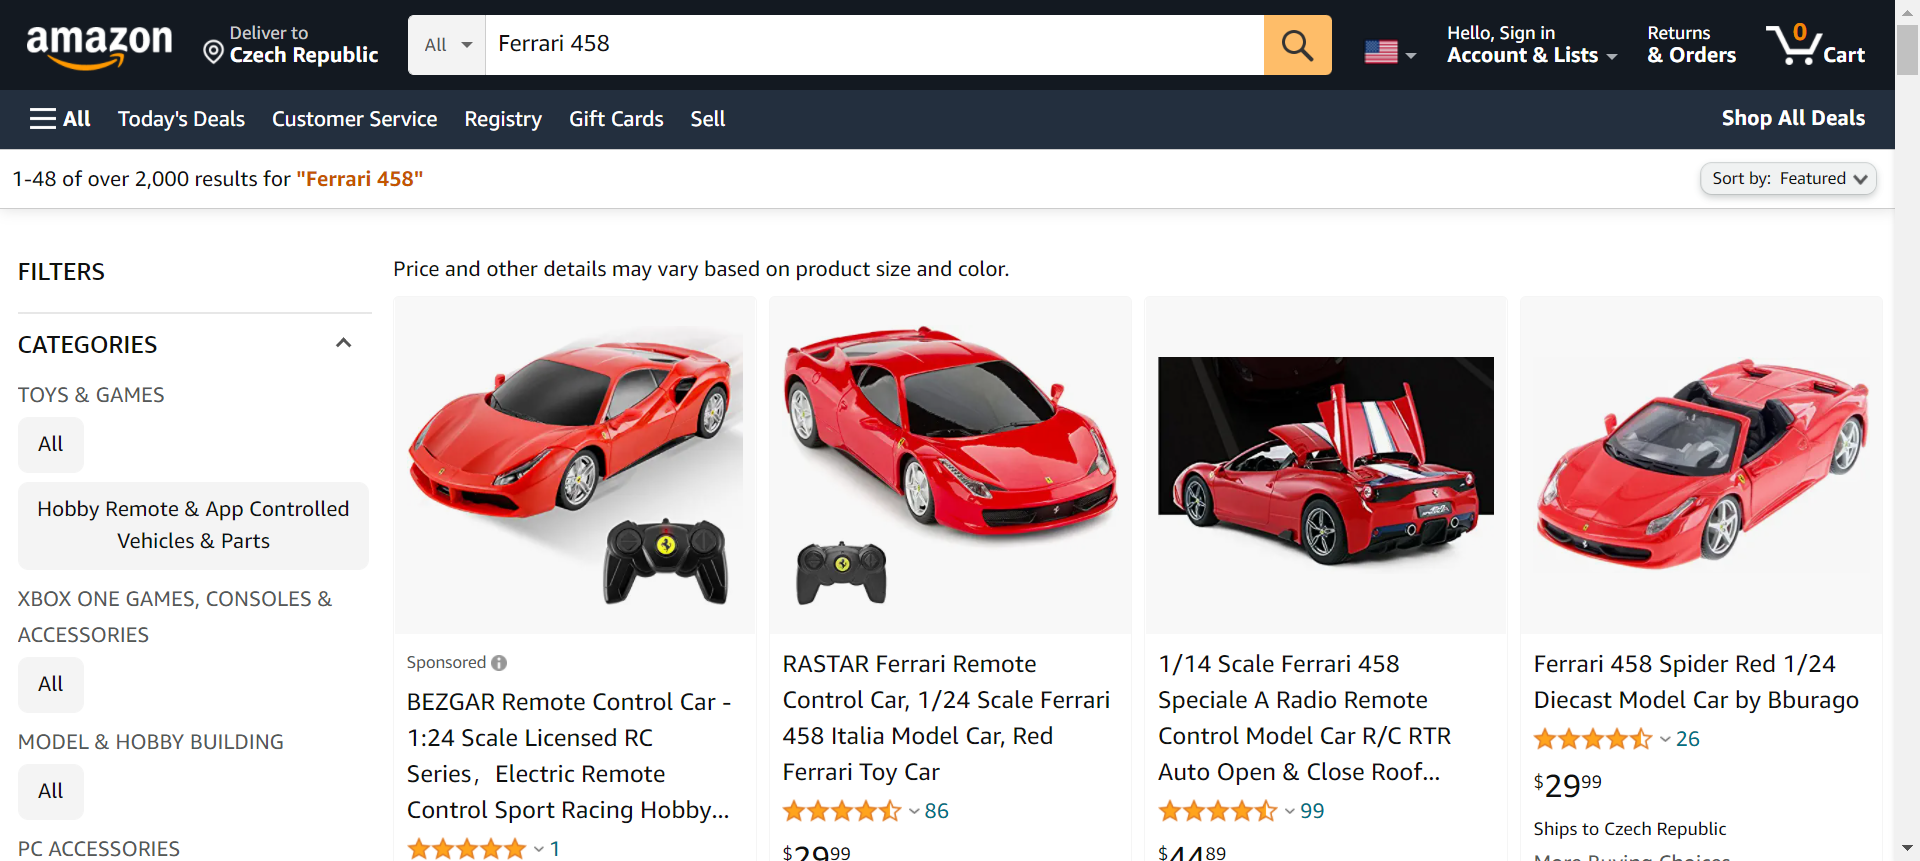 amazon
Deliver to
Czech Republic
All
Ferrari 458
Hello, Sign in
Account & Lists
Returns
& Orders
0
Cart
All
Today's Deals
Customer Service
Registry
Gift Cards
Sell
Shop All Deals
1-48 of over 2,000 results for "Ferrari 458"
Sort by: Featured
FILTERS
CATEGORIES
TOYS & GAMES
All
Hobby Remote & App Controlled
Vehicles & Parts
XBOX ONE GAMES, CONSOLES &
ACCESSORIES
All
MODEL & HOBBY BUILDING
All
PC ACCESSORIES
Price and other details may vary based on product size and color.
Sponsored
BEZGAR Remote Control Car -
1:24 Scale Licensed RC
Series，Electric Remote
Control Sport Racing Hobby...
1
RASTAR Ferrari Remote
Control Car, 1/24 Scale Ferrari
458 Italia Model Car, Red
Ferrari Toy Car
86
$2999
1/14 Scale Ferrari 458
Speciale A Radio Remote
Control Model Car R/C RTR
Auto Open & Close Roof...
99
$4489
Ferrari 458 Spider Red 1/24
Diecast Model Car by Bburago
26
$2999
Ships to Czech Republic
More Buying Choices